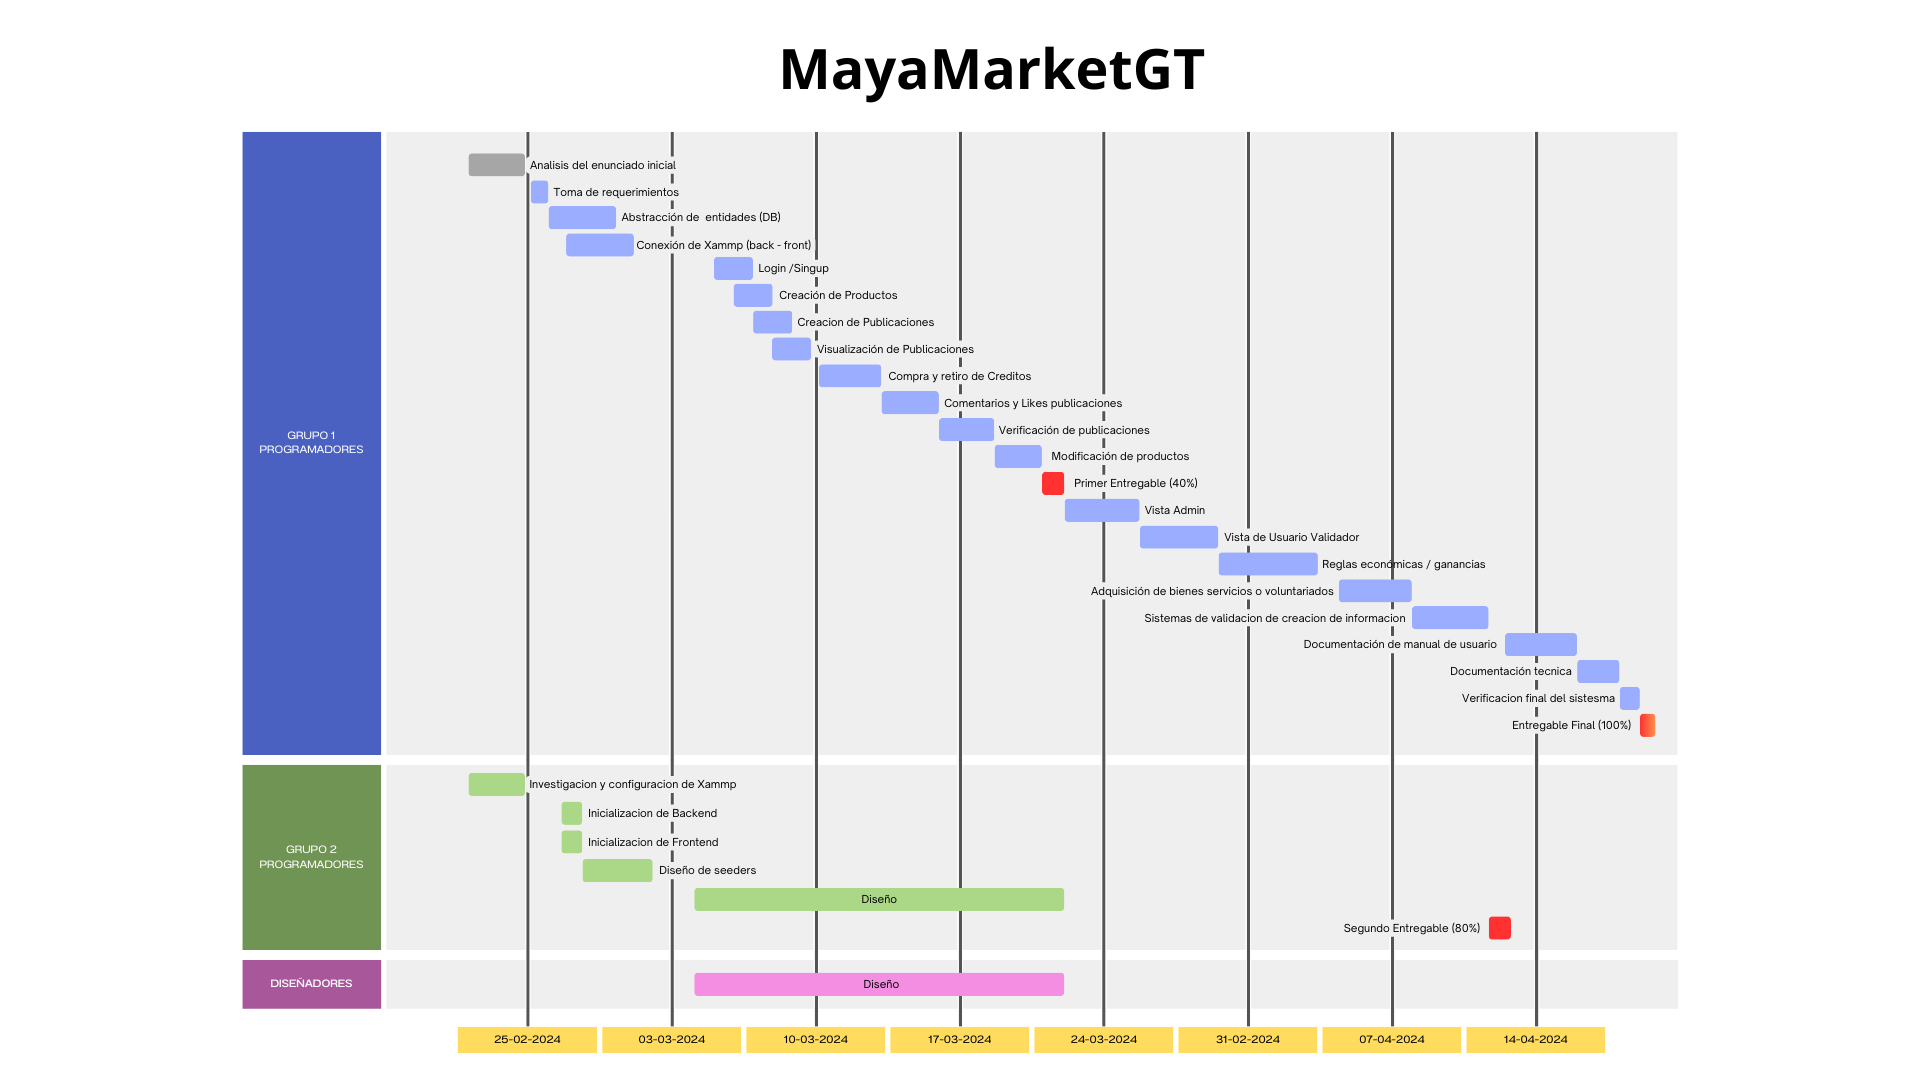 MayaMarketGT
GRUPO 1
PROGRAMADORES
Analisis del enunciado inicial
Toma de requerimientos
Abstracción de entidades (DB)
Conexión de Xammp (back - front)
Login /Singup
Creación de Productos
Creacion de Publicaciones
Visualización de Publicaciones
Compra y retiro de Creditos
Comentarios y Likes publicaciones
Verificación de publicaciones
Modificación de productos
Primer Entregable (40%)
Vista Admin
Vista de Usuario Validador
Reglas económicas / ganancias
Adquisición de bienes servicios o voluntariados
Sistemas de validacion de creacion de informacion
Documentación de manual de usuario
Documentación tecnica
Verificacion final del sistesma
Entregable Final (100%)
GRUPO 2
PROGRAMADORES
Investigacion y configuracion de Xammp
Inicializacion de Backend
Inicializacion de Frontend
Diseño de seeders
Diseño
Segundo Entregable (80%)
DISEÑADORES
Diseño
25-02-2024
03-03-2024
10-03-2024
17-03-2024
24-03-2024
31-02-2024
07-04-2024
14-04-2024